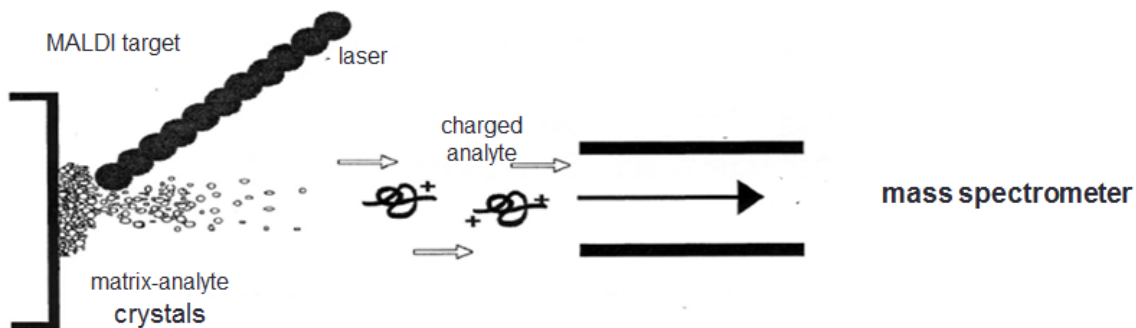 MALDI target
laser
charged
analyte
+
+
+
mass spectrometer
matrix-analyte
crystals